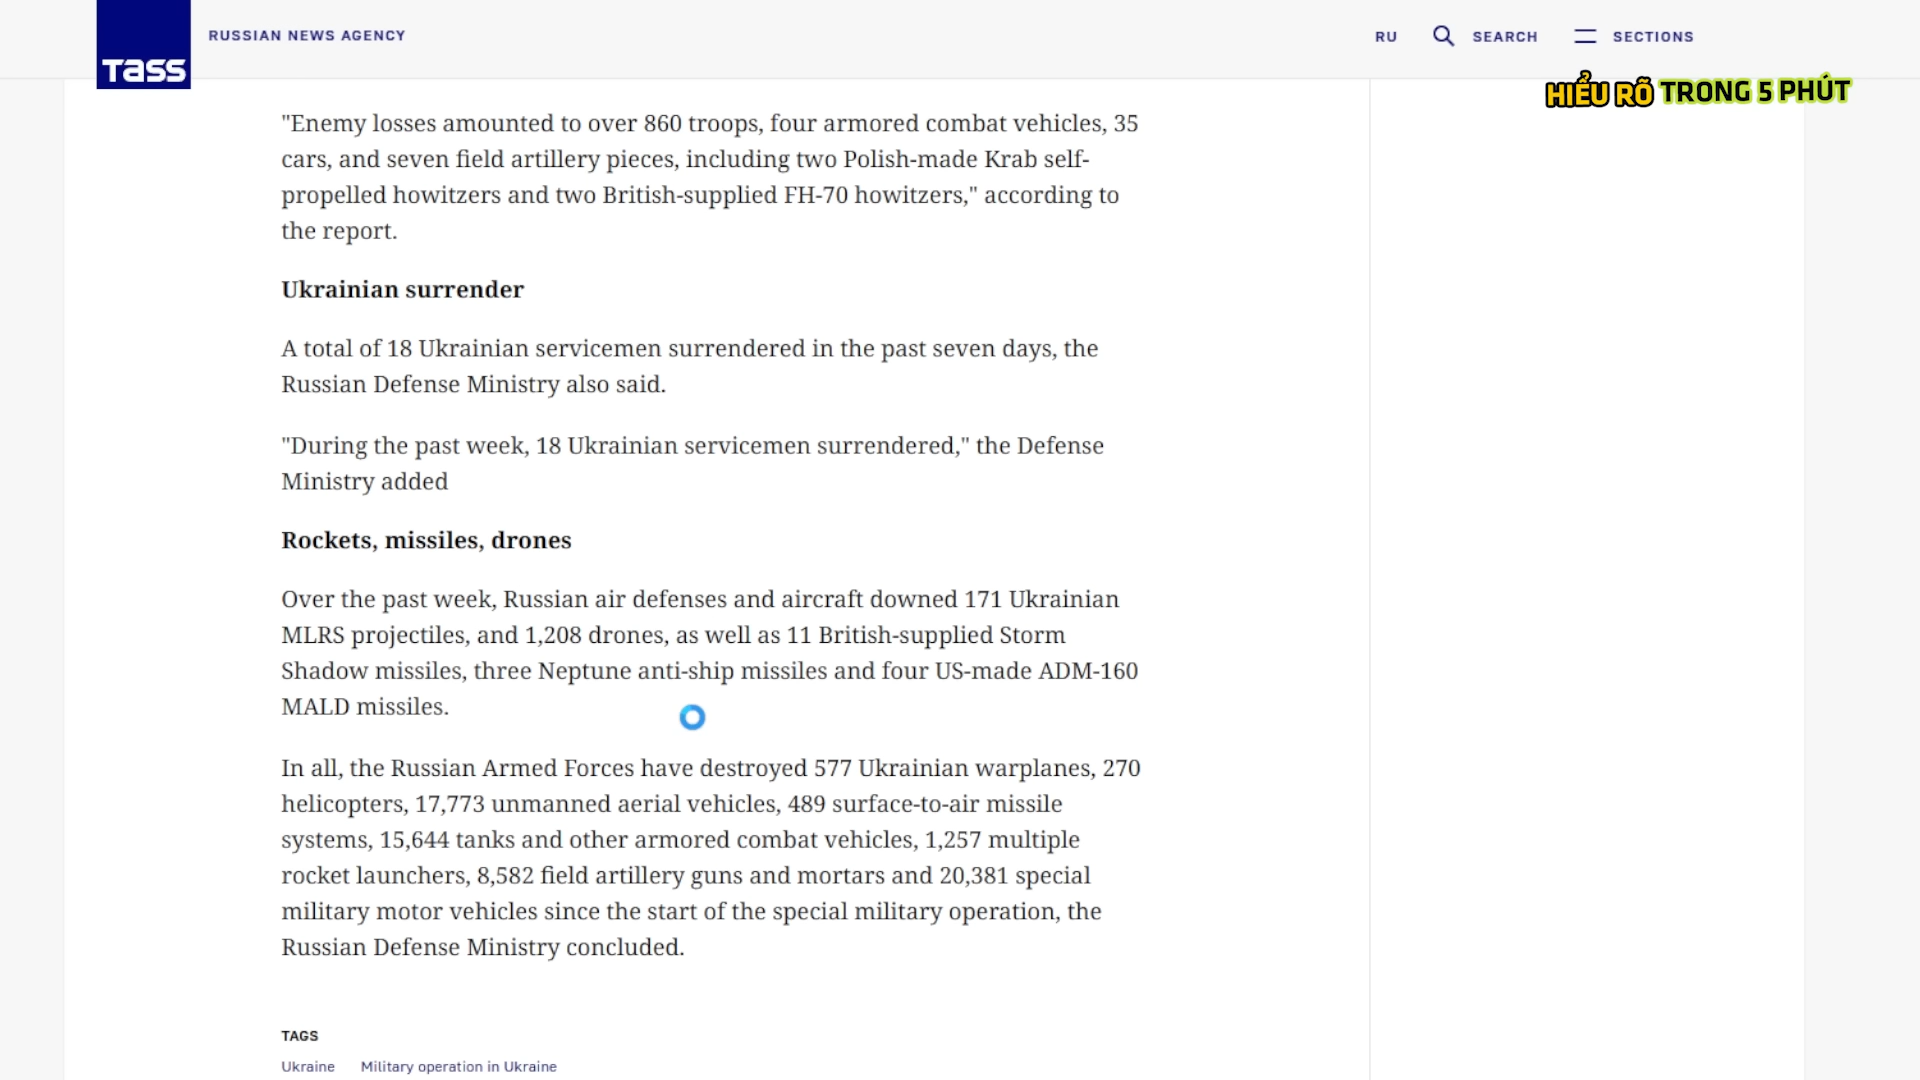 TASS
RUSSIAN NEWS AGENCY
RU
SEARCH
SECTIONS
HIỂU RÕ TRONG 5 PHÚT
"Enemy losses amounted to over 860 troops, four armored combat vehicles, 35
cars, and seven field artillery pieces, including two Polish-made Krab self-
propelled howitzers and two British-supplied FH-70 howitzers," according to
the report.
Ukrainian surrender
A total of 18 Ukrainian servicemen surrendered in the past seven days, the
Russian Defense Ministry also said.
"During the past week, 18 Ukrainian servicemen surrendered," the Defense
Ministry added
Rockets, missiles, drones
Over the past week, Russian air defenses and aircraft downed 171 Ukrainian
MLRS projectiles, and 1,208 drones, as well as 11 British-supplied Storm
Shadow missiles, three Neptune anti-ship missiles and four US-made ADM-160
MALD missiles.
In all, the Russian Armed Forces have destroyed 577 Ukrainian warplanes, 270
helicopters, 17,773 unmanned aerial vehicles, 489 surface-to-air missile
systems, 15,644 tanks and other armored combat vehicles, 1,257 multiple
rocket launchers, 8,582 field artillery guns and mortars and 20,381 special
military motor vehicles since the start of the special military operation, the
Russian Defense Ministry concluded.
TAGS
Ukraine Military operation in Ukraine